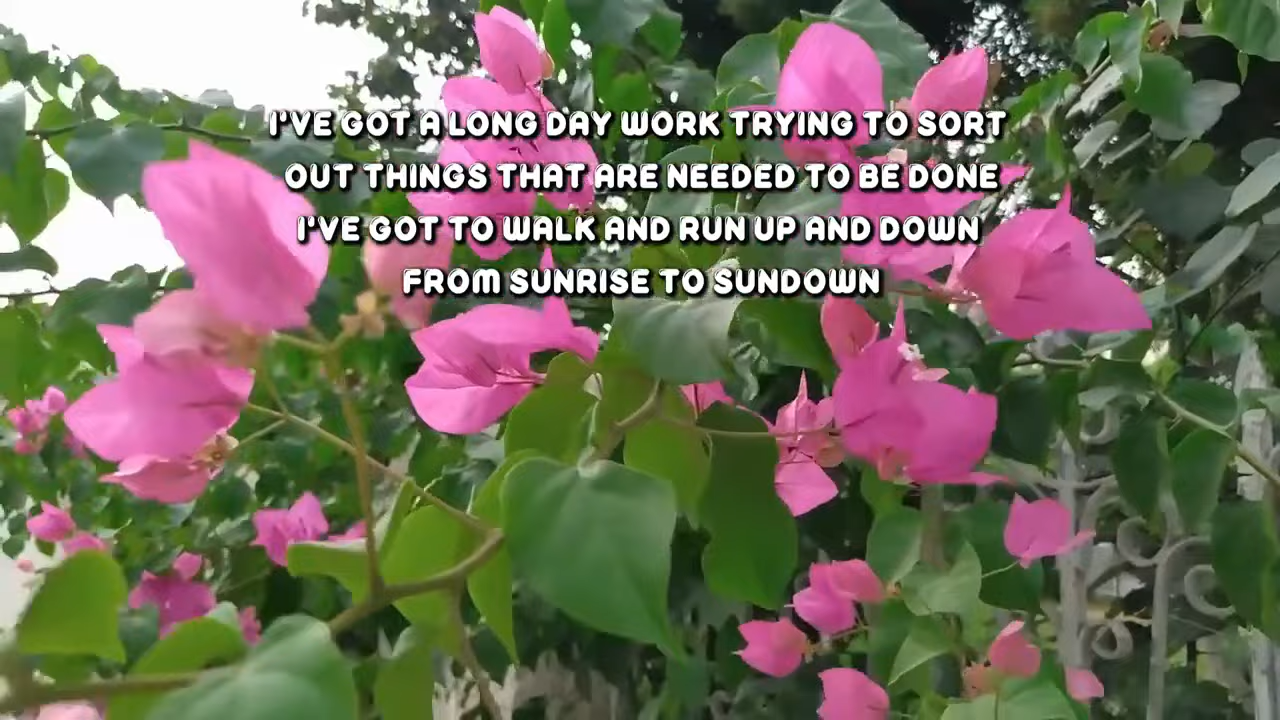 I'VE GOT A LONG DAY WORK TRYING TO SORT
OUT THINGS THAT ARE NEEDED TO BE DONE
I'VE GOT TO WALK AND RUN UP AND DOWN
FROM SUNRISE TO SUNDOWN